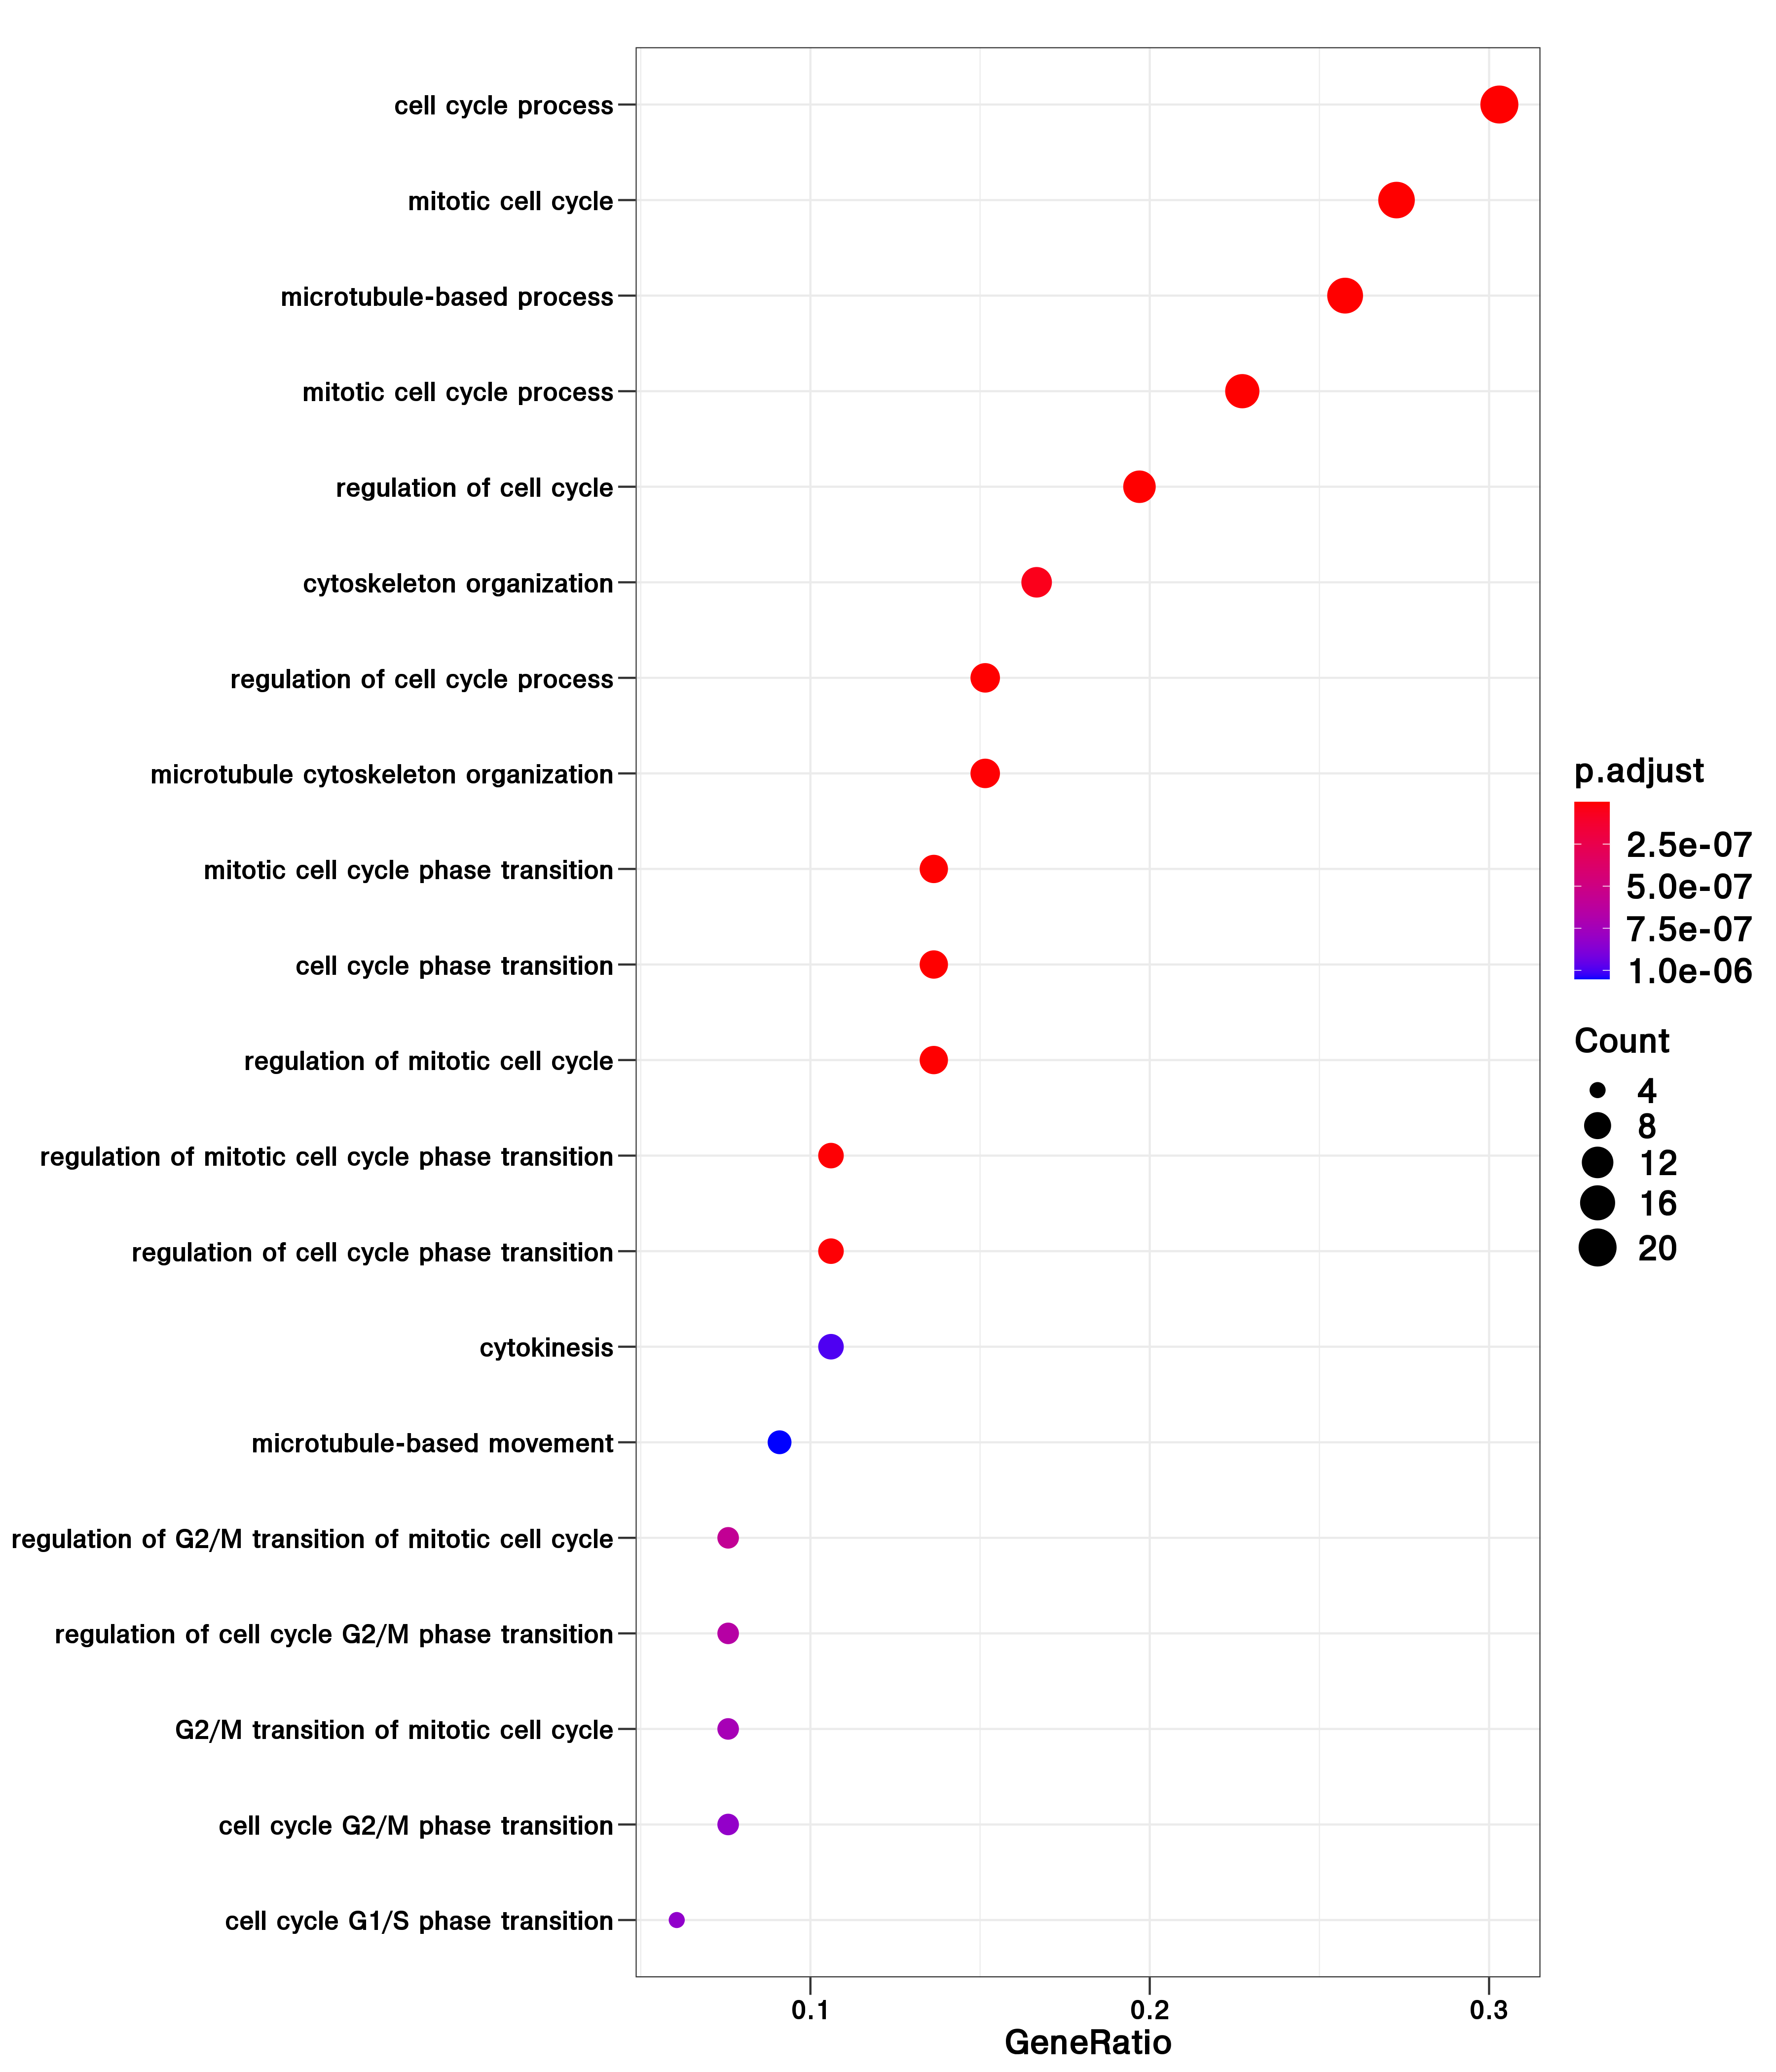 cell cycle process
mitotic cell cycle
microtubule-based process
mitotic cell cycle process
regulation of cell cycle
cytoskeleton organization
regulation of cell cycle process
microtubule cytoskeleton organization
mitotic cell cycle phase transition
cell cycle phase transition
regulation of mitotic cell cycle
regulation of mitotic cell cycle phase transition
regulation of cell cycle phase transition
cytokinesis
microtubule-based movement
regulation of G2/M transition of mitotic cell cycle
regulation of cell cycle G2/M phase transition
G2/M transition of mitotic cell cycle
cell cycle G2/M phase transition
cell cycle G1/S phase transition
0.1 0.2 0.3
GeneRatio
p.adjust
2.5e-07
5.0e-07
7.5e-07
1.0e-06
Count
4
8
12
16
20